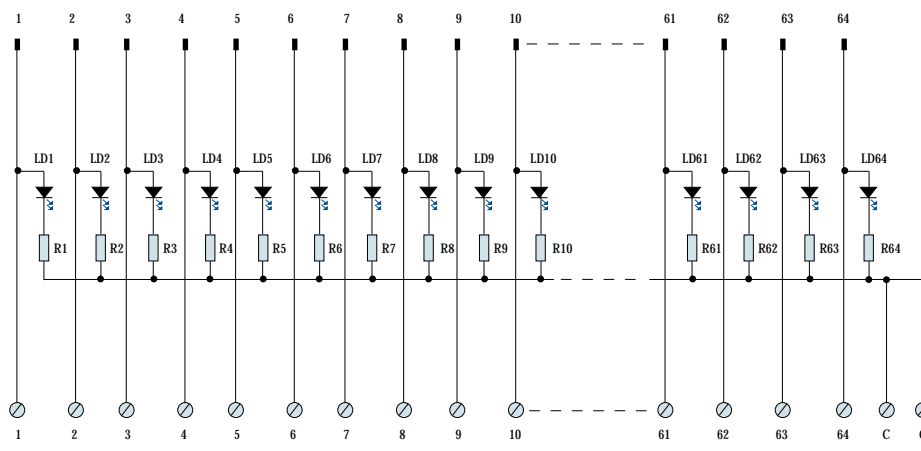 1 2 3 4 5 6 7 8 9 10 61 62 63 64
LD1 LD2 LD3 LD4 LD5 LD6 LD7 LD8 LD9 LD10 LD61 LD62 LD63 LD64
R1 R2 R3 R4 R5 R6 R7 R8 R9 R10 R61 R62 R63 R64
1 2 3 4 5 6 7 8 9 10 61 62 63 64 C